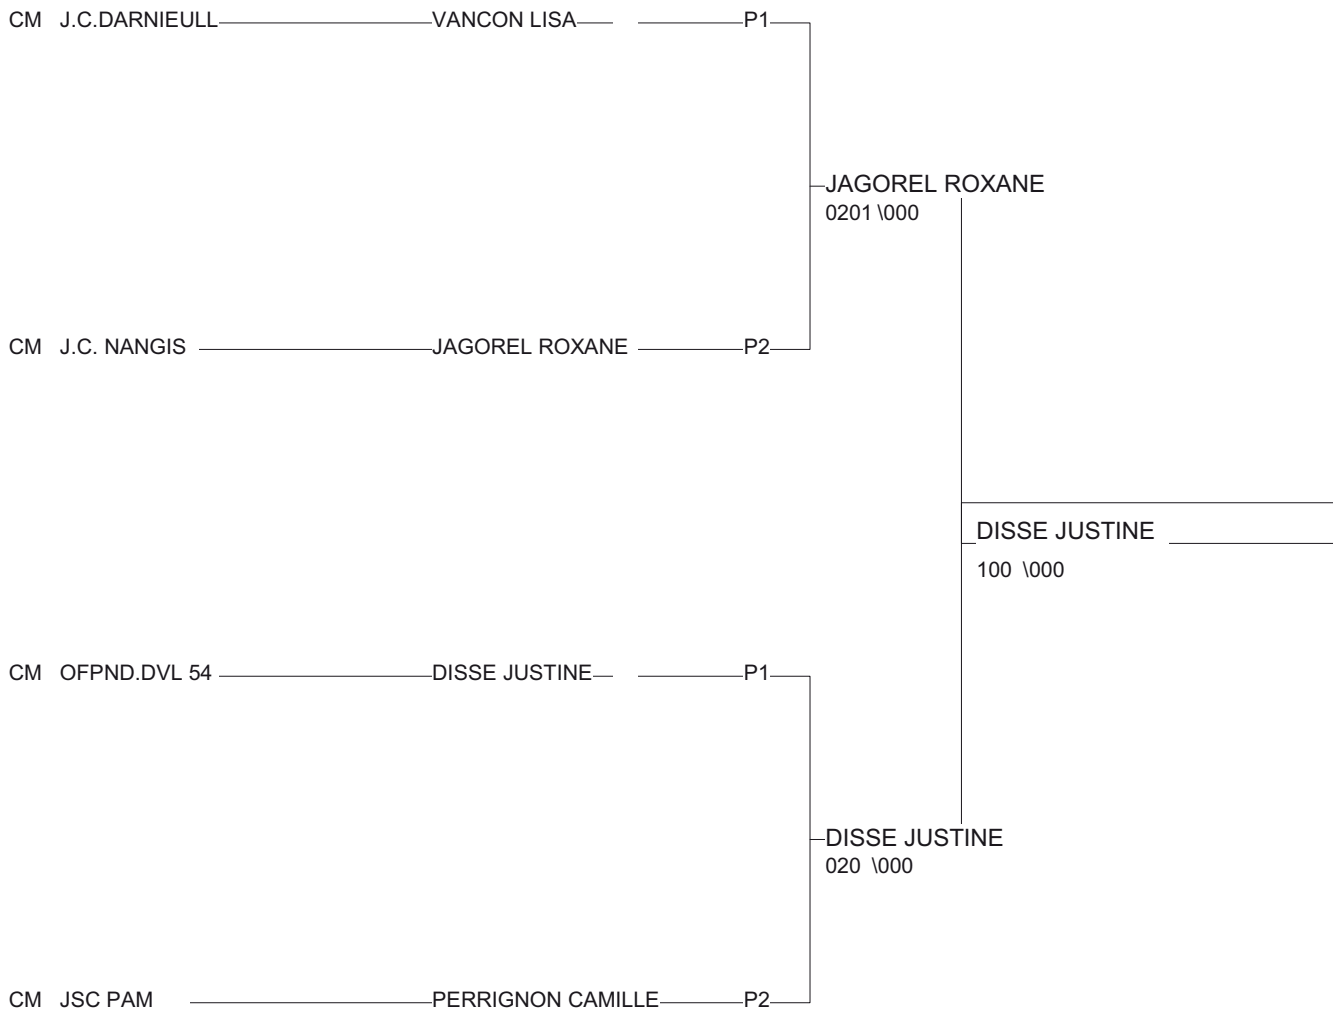 CM J.C.DARNIEULL VANCON LISA P1
JAGOREL ROXANE
0201 \000
CM J.C. NANGIS JAGOREL ROXANE P2
DISSE JUSTINE
100 \000
CM OFPND.DVL 54 DISSE JUSTINE P1
DISSE JUSTINE
020 \000
CM JSC PAM PERRIGNON CAMILLE P2